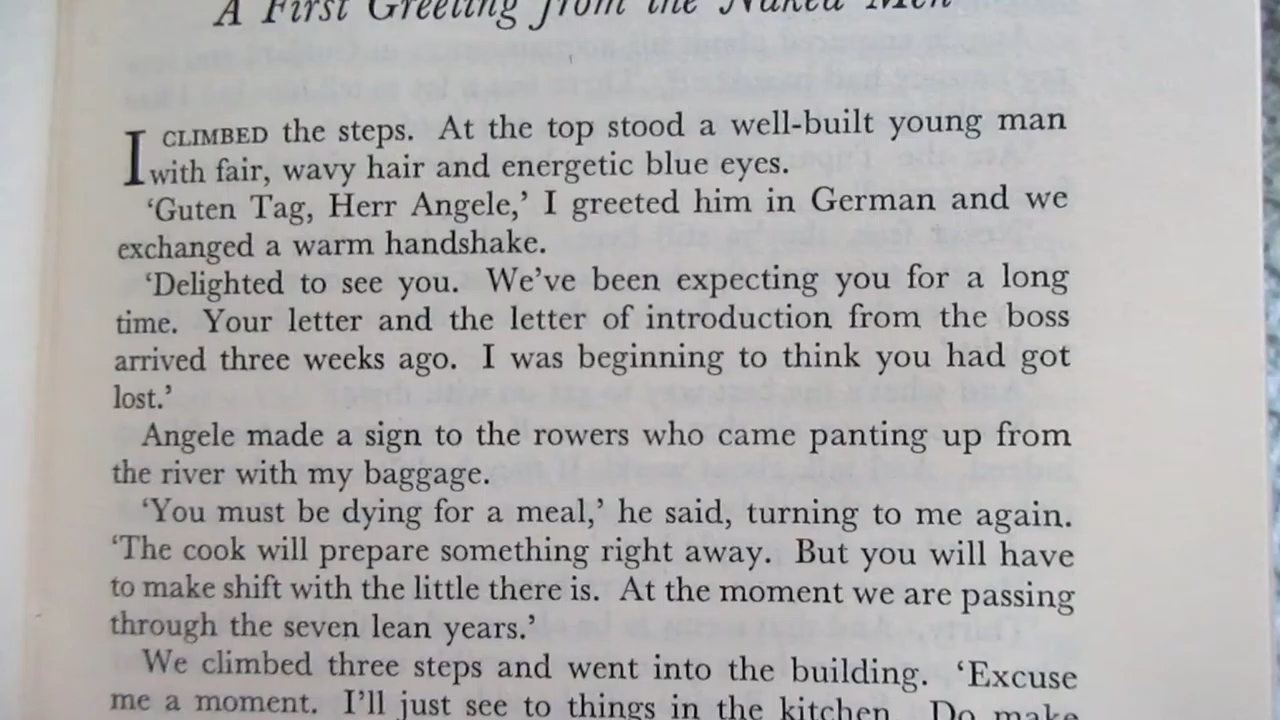 A First Greeting from the Naked Men
I CLIMBED the steps. At the top stood a well-built young man
with fair, wavy hair and energetic blue eyes.
‘Guten Tag, Herr Angele,’ I greeted him in German and we
exchanged a warm handshake.
‘Delighted to see you. We’ve been expecting you for a long
time. Your letter and the letter of introduction from the boss
arrived three weeks ago. I was beginning to think you had got
lost.’
Angele made a sign to the rowers who came panting up from
the river with my baggage.
‘You must be dying for a meal,’ he said, turning to me again.
‘The cook will prepare something right away. But you will have
to make shift with the little there is. At the moment we are passing
through the seven lean years.’
We climbed three steps and went into the building. ‘Excuse
me a moment. I’ll just see to things in the kitchen. Do make